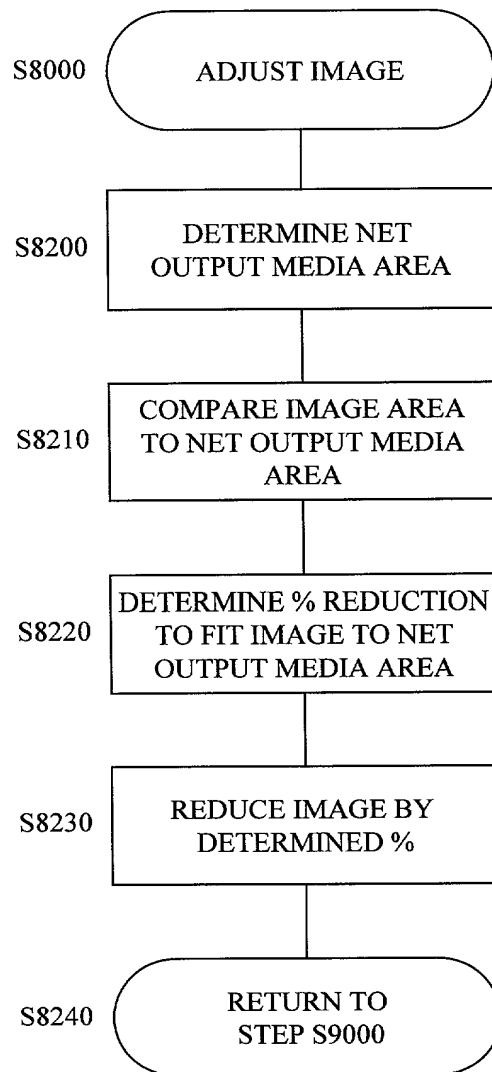 S8000
ADJUST IMAGE
S8200
DETERMINE NET
OUTPUT MEDIA AREA
S8210
COMPARE IMAGE AREA
TO NET OUTPUT MEDIA
AREA
S8220
DETERMINE % REDUCTION
TO FIT IMAGE TO NET
OUTPUT MEDIA AREA
S8230
REDUCE IMAGE BY
DETERMINED %
S8240
RETURN TO
STEP S9000